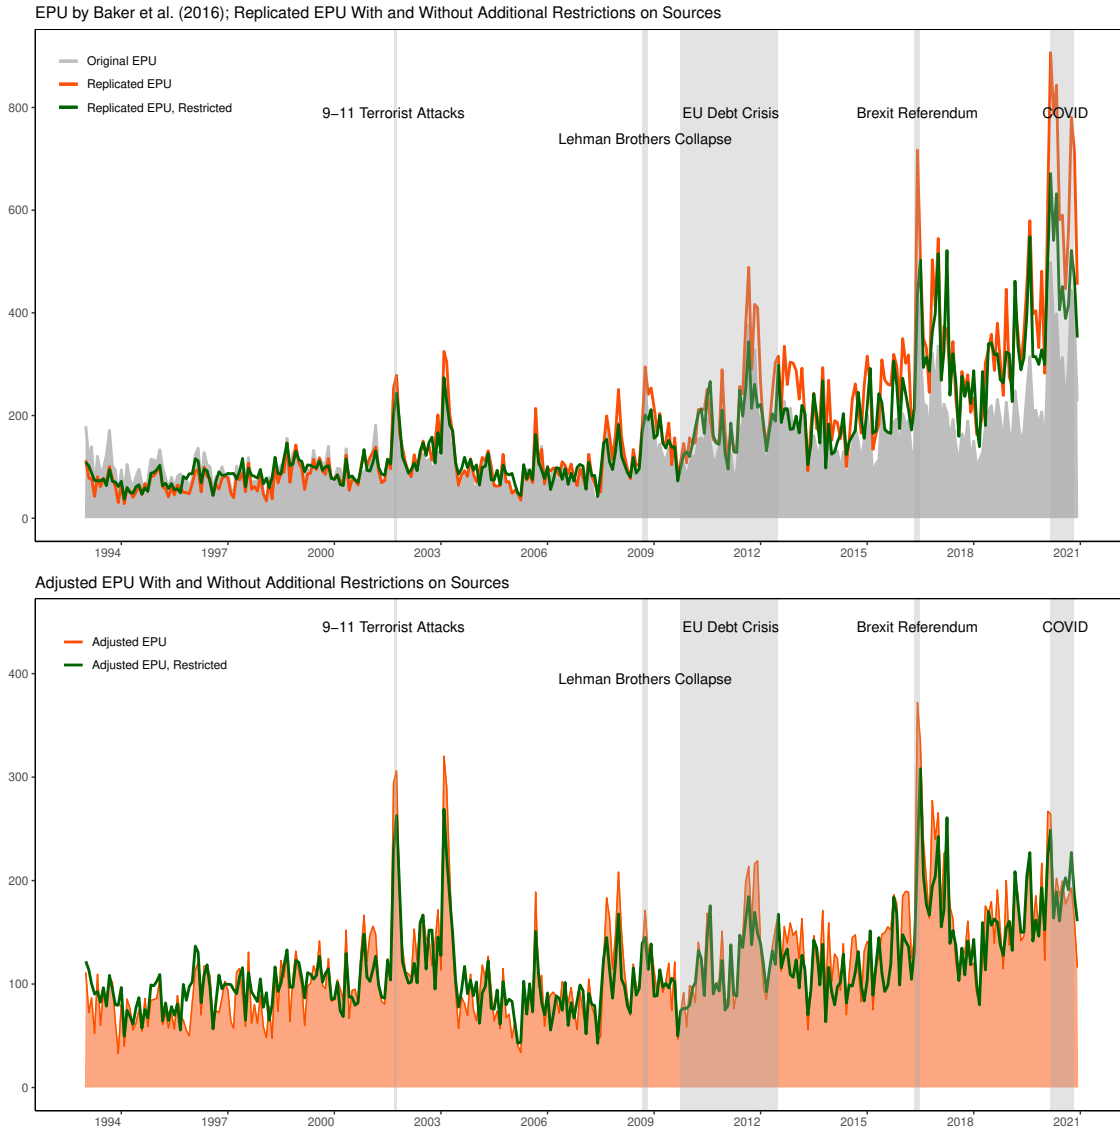 EPU by Baker et al. (2016); Replicated EPU With and Without Additional Restrictions on Sources
Original EPU
Replicated EPU
Replicated EPU, Restricted
9−11 Terrorist Attacks
EU Debt Crisis
Brexit Referendum
COVID
Lehman Brothers Collapse
800
600
400
200
0
1994 1997 2000 2003 2006 2009 2012 2015 2018 2021
Adjusted EPU With and Without Additional Restrictions on Sources
9−11 Terrorist Attacks
EU Debt Crisis
Brexit Referendum
COVID
Adjusted EPU
Adjusted EPU, Restricted
Lehman Brothers Collapse
400
300
200
100
0
1994 1997 2000 2003 2006 2009 2012 2015 2018 2021